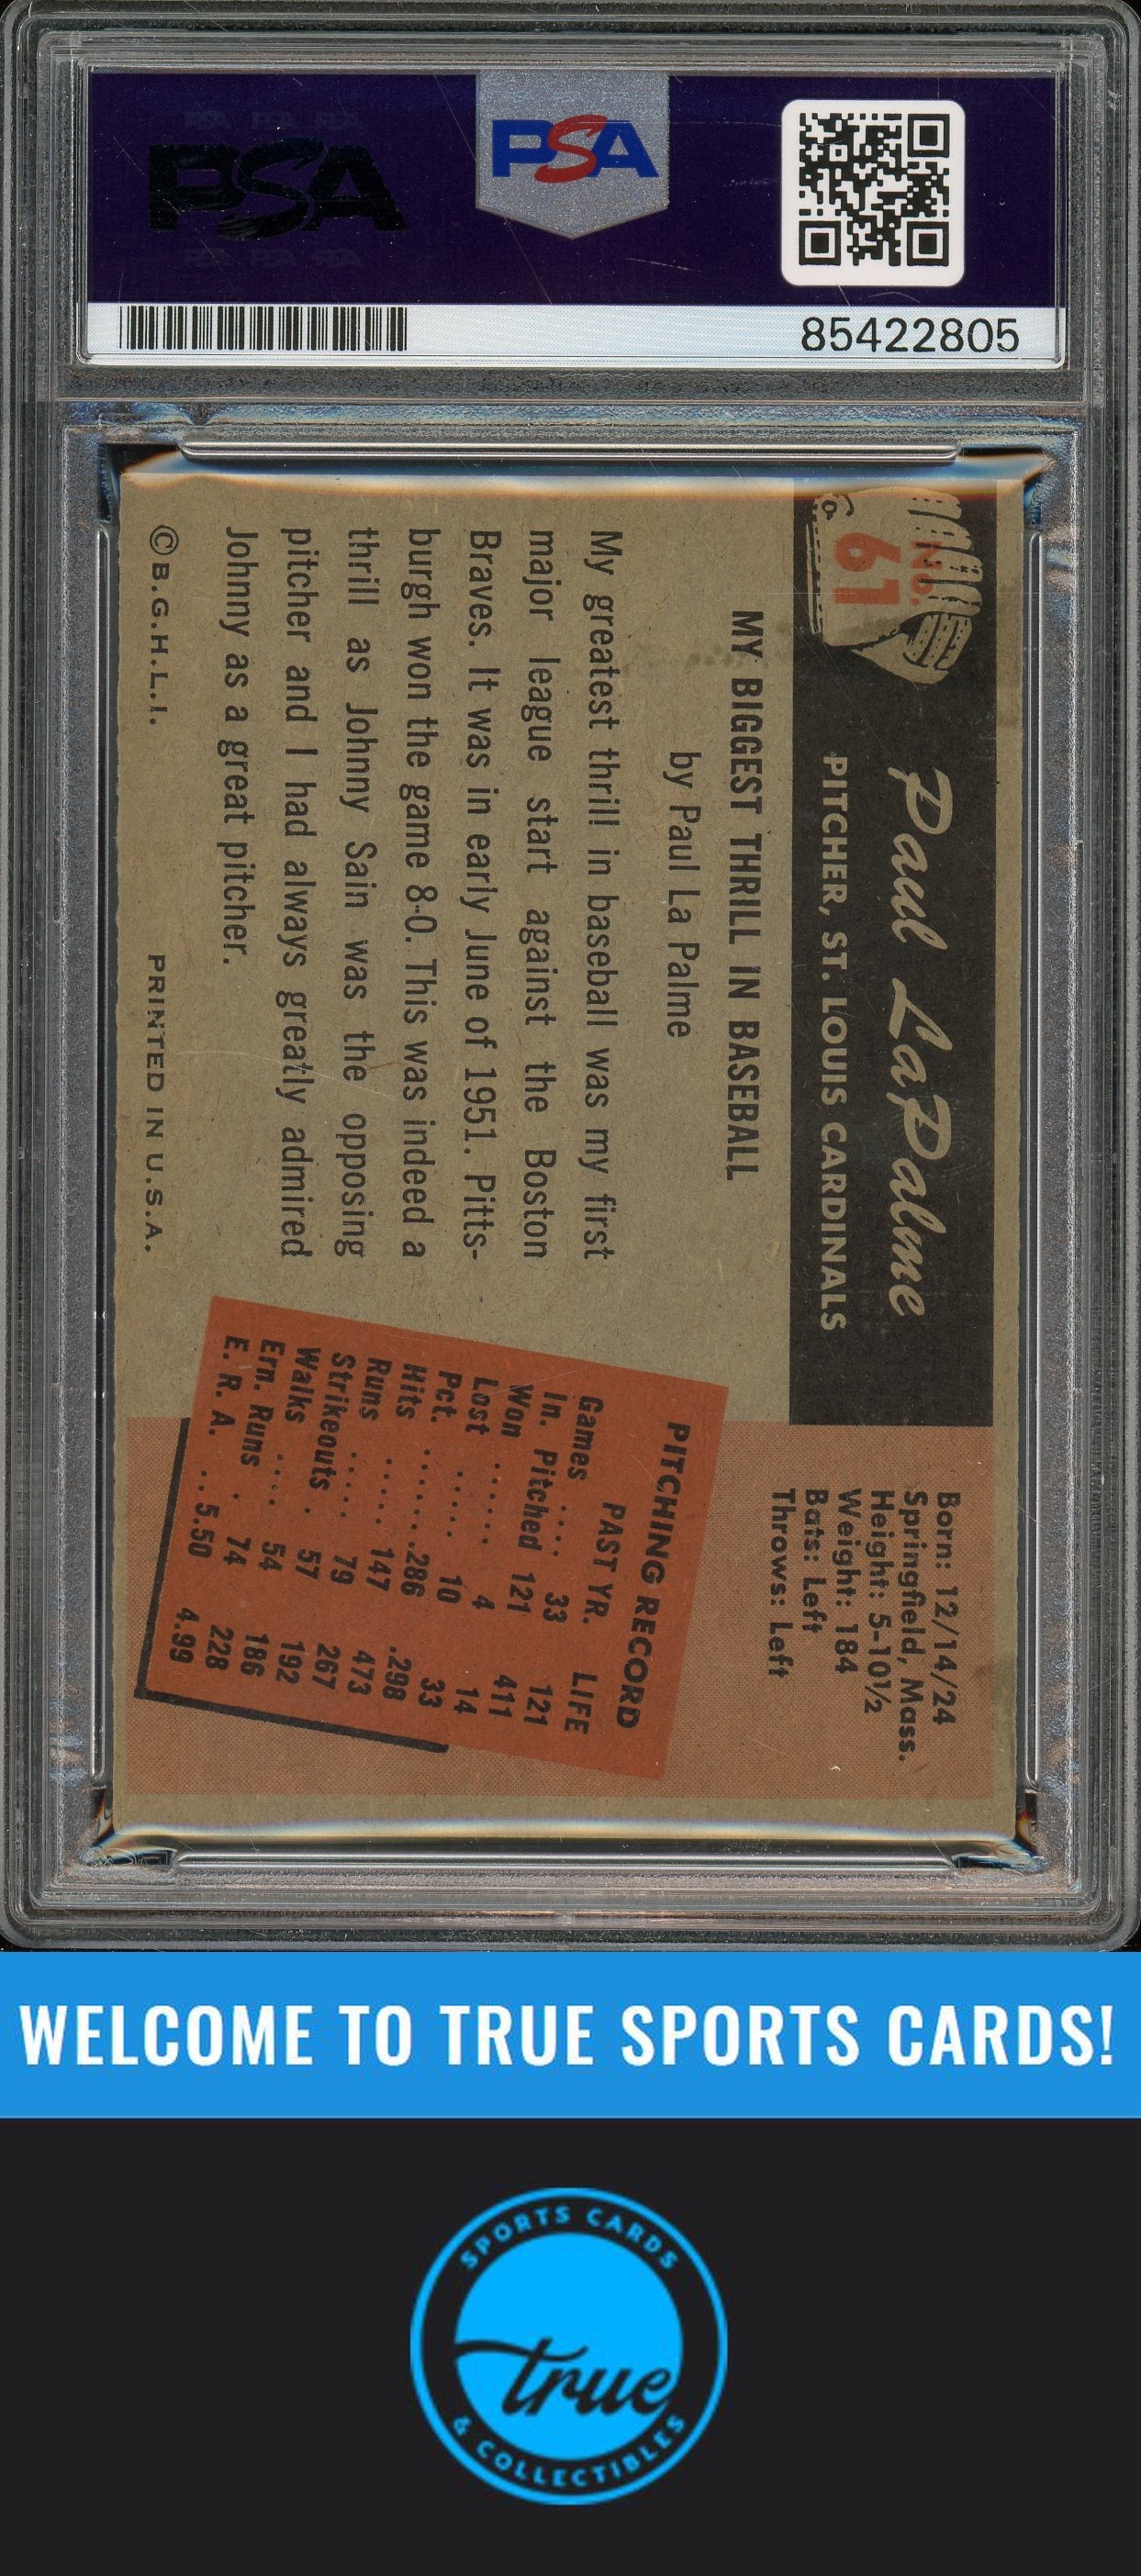 PSA
PSA
85422805
NO.
61
Paul LaPalme
PITCHER, ST. LOUIS CARDINALS
Born: 12/14/24
Springfield, Mass.
Height: 5-10½
Weight: 184
Bats: Left
Throws: Left
MY BIGGEST THRILL IN BASEBALL
by Paul La Palme
My greatest thrill in baseball was my first
major league start against the Boston
Braves. It was in early June of 1951. Pitts-
burgh won the game 8-0. This was indeed a
thrill as Johnny Sain was the opposing
pitcher and I had always greatly admired
Johnny as a great pitcher.
PITCHING RECORD
PAST YR. LIFE
Games .... 33 121
In. Pitched 121 411
Won ....... 4 14
Lost ...... 10 33
Pct. .......286 .298
Hits ...... 147 473
Runs ..... 79 267
Strikeouts . 57 192
Walks .... 54 186
Ern. Runs . 74 228
E. R. A. ..5.50 4.99
© B.G.H.L.I. PRINTED IN U.S.A.
WELCOME TO TRUE SPORTS CARDS!
SPORTS CARDS
true
& COLLECTIBLES